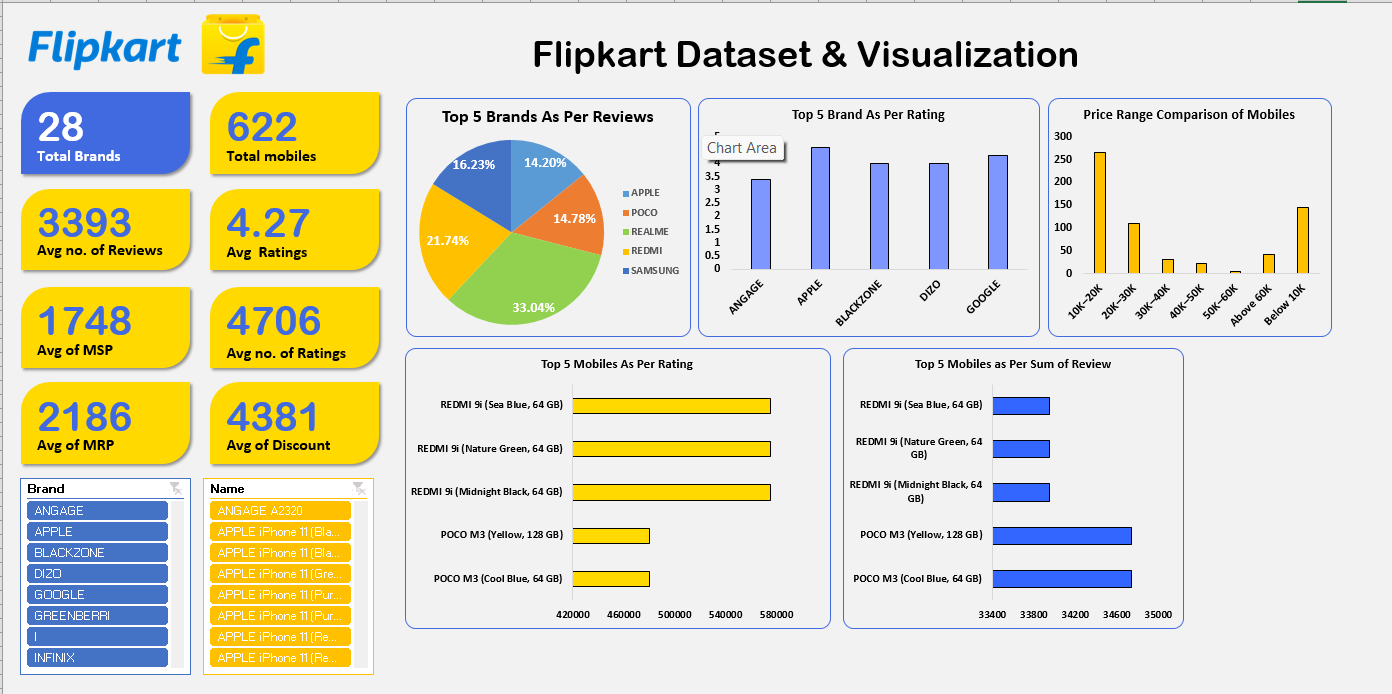 Flipkart
f
Flipkart Dataset & Visualization
28
Total Brands
622
Total mobiles
3393
Avg no. of Reviews
4.27
Avg Ratings
1748
Avg of MSP
4706
Avg no. of Ratings
2186
Avg of MRP
4381
Avg of Discount
Brand
ANGAGE
APPLE
BLACKZONE
DIZO
GOOGLE
GREENBERRI
I
INFINIX
Name
ANGAGE A2320
APPLE iPhone 11 (Bla...
APPLE iPhone 11 (Bla...
APPLE iPhone 11 (Gre...
APPLE iPhone 11 (Pur...
APPLE iPhone 11 (Pur...
APPLE iPhone 11 (Re...
APPLE iPhone 11 (Re...
Top 5 Brands As Per Reviews
16.23%
14.20%
14.78%
21.74%
33.04%
APPLE
POCO
REALME
REDMI
SAMSUNG
Top 5 Brand As Per Rating
Chart Area
5
4
3.5
3
2.5
2
1.5
1
0.5
0
ANGAGE
APPLE
BLACKZONE
DIZO
GOOGLE
Price Range Comparison of Mobiles
300
250
200
150
100
50
0
10K–20K
20K–30K
30K–40K
40K–50K
50K–60K
Above 60K
Below 10K
Top 5 Mobiles As Per Rating
REDMI 9i (Sea Blue, 64 GB)
REDMI 9i (Nature Green, 64 GB)
REDMI 9i (Midnight Black, 64 GB)
POCO M3 (Yellow, 128 GB)
POCO M3 (Cool Blue, 64 GB)
420000 460000 500000 540000 580000
Top 5 Mobiles as Per Sum of Review
REDMI 9i (Sea Blue, 64 GB)
REDMI 9i (Nature Green, 64
GB)
REDMI 9i (Midnight Black, 64
GB)
POCO M3 (Yellow, 128 GB)
POCO M3 (Cool Blue, 64 GB)
33400 33800 34200 34600 35000